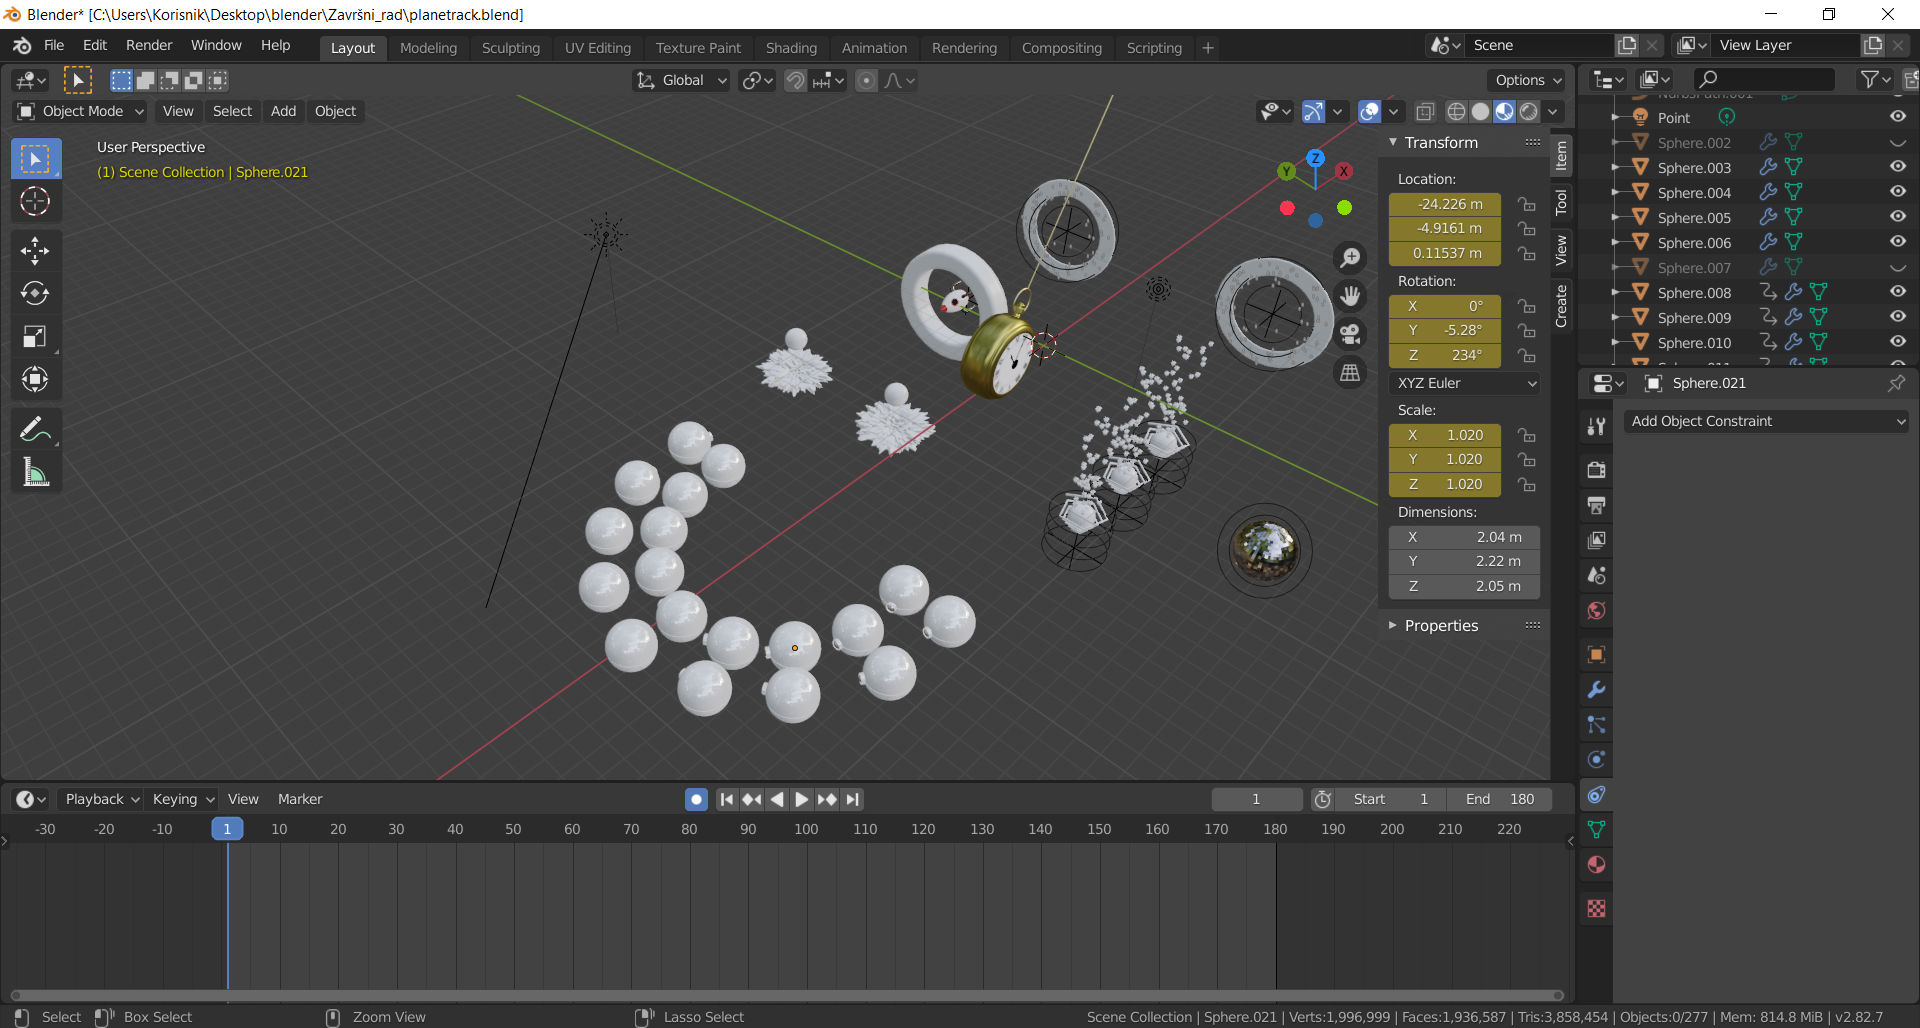 Blender* [C:\Users\Korisnik\Desktop\blender\Završni_rad\planetrack.blend]
File Edit Render Window Help
Layout Modeling Sculpting UV Editing Texture Paint Shading Animation Rendering Compositing Scripting +
Scene
View Layer
Global
Options
Object Mode View Select Add Object
User Perspective
(1) Scene Collection | Sphere.021
Z
Y
X
Transform
Location:
-24.226 m
-4.9161 m
0.11537 m
Rotation:
X 0°
Y -5.28°
Z 234°
XYZ Euler
Scale:
X 1.020
Y 1.020
Z 1.020
Dimensions:
X 2.04 m
Y 2.22 m
Z 2.05 m
Properties
Item
Tool
View
Create
NurbsPath.001
Point
Sphere.002
Sphere.003
Sphere.004
Sphere.005
Sphere.006
Sphere.007
Sphere.008
Sphere.009
Sphere.010
Sphere.011
Sphere.021
Add Object Constraint
Playback Keying View Marker
1
Start 1
End 180
-30 -20 -10 1 10 20 30 40 50 60 70 80 90 100 110 120 130 140 150 160 170 180 190 200 210 220
Select Box Select Zoom View Lasso Select
Scene Collection | Sphere.021 | Verts:1,996,999 | Faces:1,936,587 | Tris:3,858,454 | Objects:0/277 | Mem: 814.8 MiB | v2.82.7